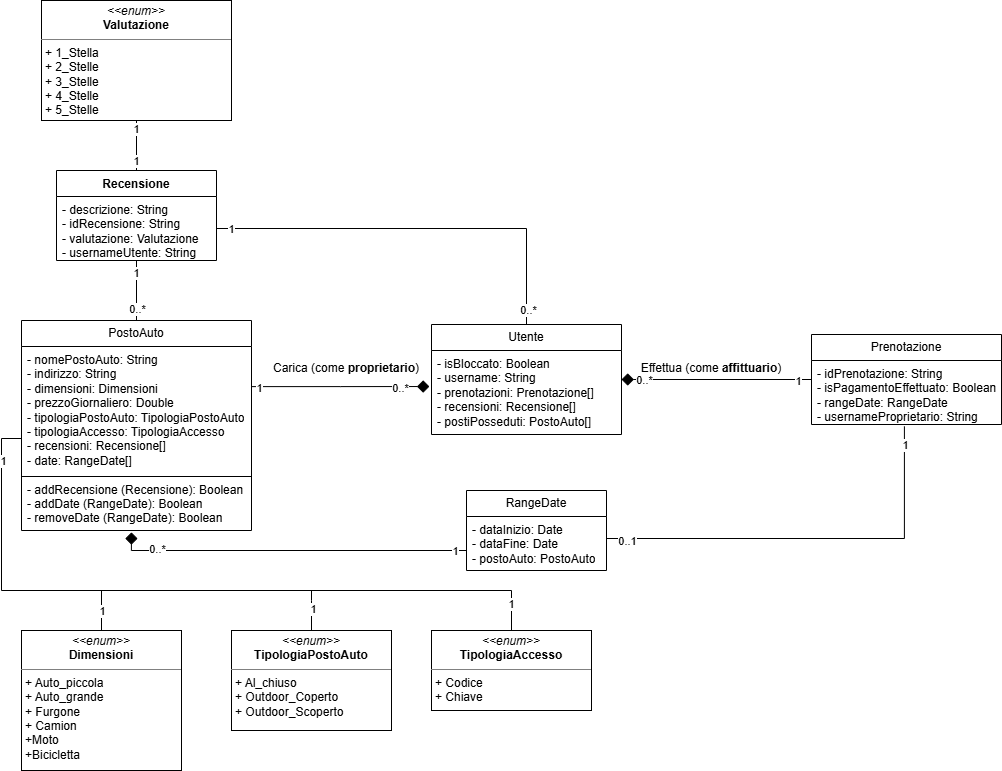 <<enum>>
Valutazione
+ 1_Stella
+ 2_Stelle
+ 3_Stelle
+ 4_Stelle
+ 5_Stelle
1
1
Recensione
- descrizione: String
- idRecensione: String
- valutazione: Valutazione
- usernameUtente: String
1
1
0..*
0..*
PostoAuto
- nomePostoAuto: String
- indirizzo: String
- dimensioni: Dimensioni
- prezzoGiornaliero: Double
- tipologiaPostoAuto: TipologiaPostoAuto
- tipologiaAccesso: TipologiaAccesso
- recensioni: Recensione[]
- date: RangeDate[]
- addRecensione (Recensione): Boolean
- addDate (RangeDate): Boolean
- removeDate (RangeDate): Boolean
Carica (come proprietario)
1
0..*
Utente
- isBloccato: Boolean
- username: String
- prenotazioni: Prenotazione[]
- recensioni: Recensione[]
- postiPosseduti: PostoAuto[]
Effettua (come affittuario)
0..*
1
Prenotazione
- idPrenotazione: String
- isPagamentoEffettuato: Boolean
- rangeDate: RangeDate
- usernameProprietario: String
1
1
RangeDate
- dataInizio: Date
- dataFine: Date
- postoAuto: PostoAuto
0..1
0..*
1
1
1
1
<<enum>>
Dimensioni
+ Auto_piccola
+ Auto_grande
+ Furgone
+ Camion
+Moto
+Bicicletta
<<enum>>
TipologiaPostoAuto
+ Al_chiuso
+ Outdoor_Coperto
+ Outdoor_Scoperto
<<enum>>
TipologiaAccesso
+ Codice
+ Chiave